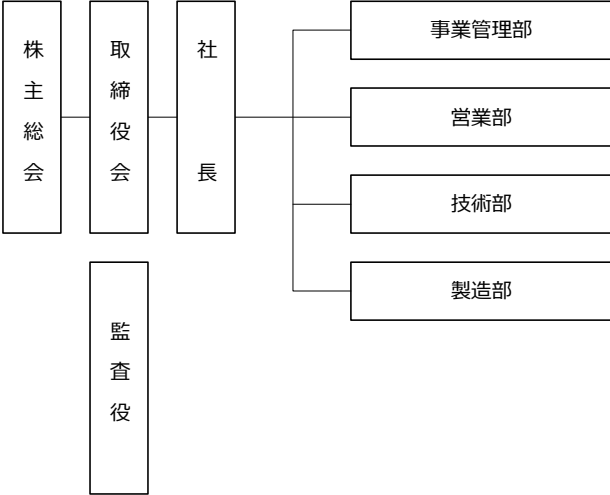 株主総会
取締役会
社長
事業管理部
営業部
技術部
製造部
監査役